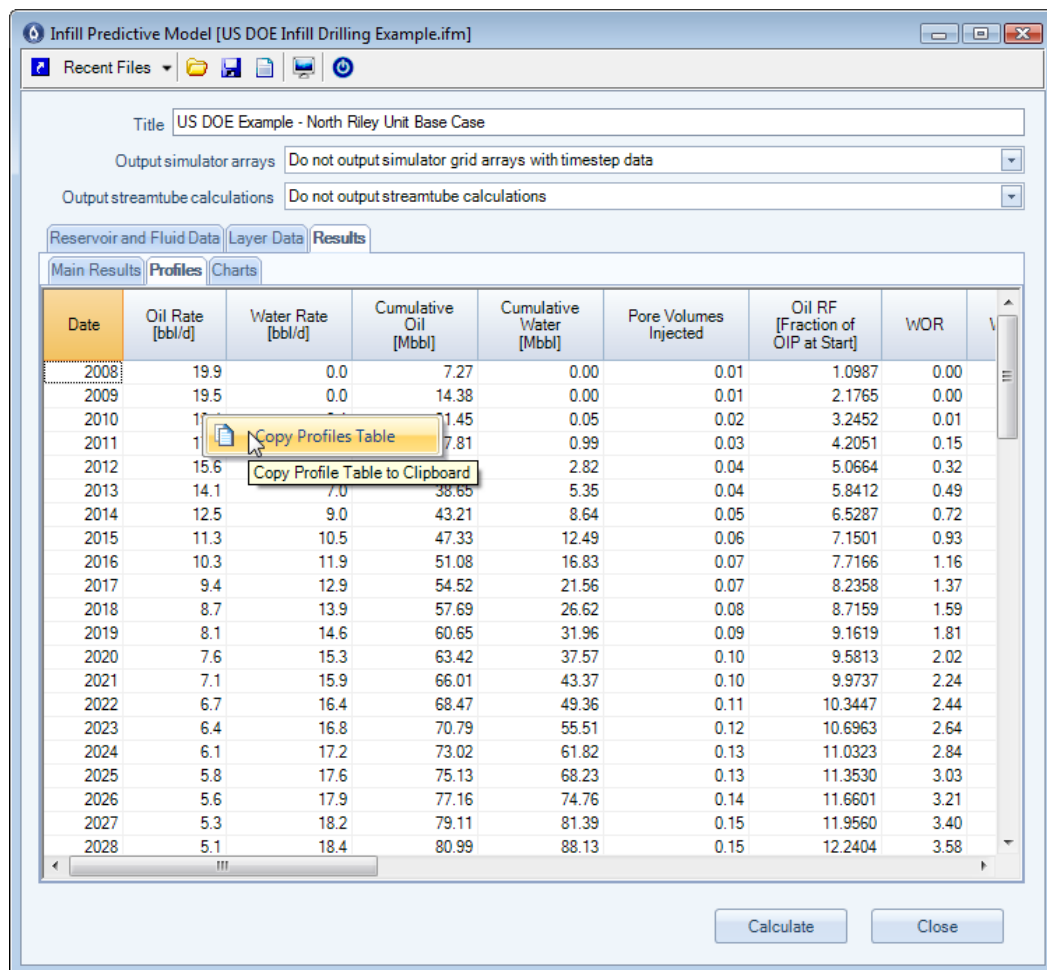 Infill Predictive Model [US DOE Infill Drilling Example.ifm]
Recent Files
Title US DOE Example - North Riley Unit Base Case
Output simulator arrays Do not output simulator grid arrays with timestep data
Output streamtube calculations Do not output streamtube calculations
Reservoir and Fluid Data Layer Data Results
Main Results Profiles Charts
Date Oil Rate [bbl/d] Water Rate [bbl/d] Cumulative Oil [Mbbl] Cumulative Water [Mbbl] Pore Volumes Injected Oil RF [Fraction of OIP at Start] WOR
2008 19.9 0.0 7.27 0.00 0.01 1.0987 0.00
2009 19.5 0.0 14.38 0.00 0.01 2.1765 0.00
2010 1.45 0.05 0.02 3.2452 0.01
Copy Profiles Table
2011 7.81 0.99 0.03 4.2051 0.15
2012 15.6 2.82 0.04 5.0664 0.32
Copy Profile Table to Clipboard
2013 14.1 7.0 38.65 5.35 0.04 5.8412 0.49
2014 12.5 9.0 43.21 8.64 0.05 6.5287 0.72
2015 11.3 10.5 47.33 12.49 0.06 7.1501 0.93
2016 10.3 11.9 51.08 16.83 0.07 7.7166 1.16
2017 9.4 12.9 54.52 21.56 0.07 8.2358 1.37
2018 8.7 13.9 57.69 26.62 0.08 8.7159 1.59
2019 8.1 14.6 60.65 31.96 0.09 9.1619 1.81
2020 7.6 15.3 63.42 37.57 0.10 9.5813 2.02
2021 7.1 15.9 66.01 43.37 0.10 9.9737 2.24
2022 6.7 16.4 68.47 49.36 0.11 10.3447 2.44
2023 6.4 16.8 70.79 55.51 0.12 10.6963 2.64
2024 6.1 17.2 73.02 61.82 0.13 11.0323 2.84
2025 5.8 17.6 75.13 68.23 0.13 11.3530 3.03
2026 5.6 17.9 77.16 74.76 0.14 11.6601 3.21
2027 5.3 18.2 79.11 81.39 0.15 11.9560 3.40
2028 5.1 18.4 80.99 88.13 0.15 12.2404 3.58
Calculate Close